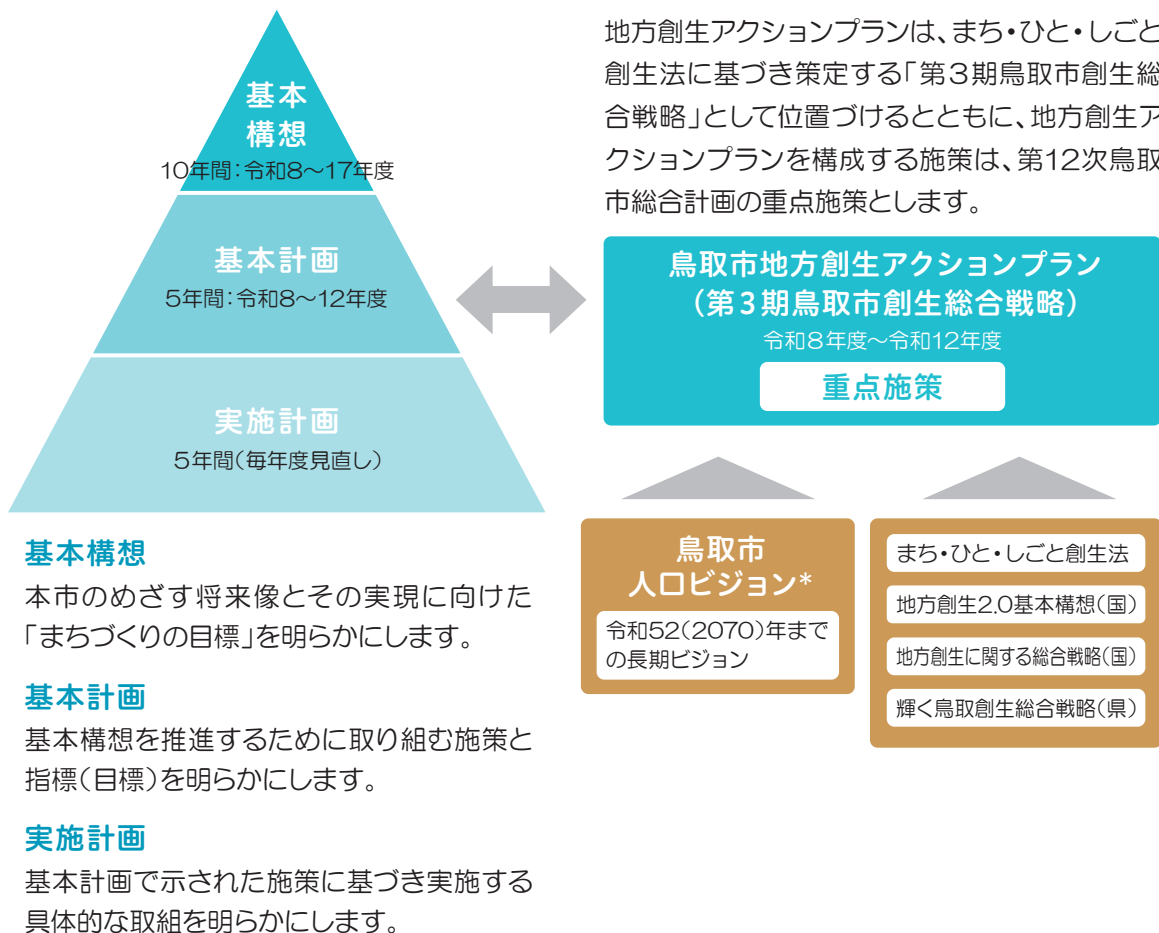 基本
構想
10年間：令和8〜17年度
基本計画
5年間：令和8〜12年度
実施計画
5年間（毎年度見直し）
基本構想
本市のめざす将来像とその実現に向けた
「まちづくりの目標」を明らかにします。
基本計画
基本構想を推進するために取り組む施策と
指標（目標）を明らかにします。
実施計画
基本計画で示された施策に基づき実施する
具体的な取組を明らかにします。
地方創生アクションプランは、まち・ひと・しごと
創生法に基づき策定する「第３期鳥取市創生総
合戦略」として位置づけるとともに、地方創生ア
クションプランを構成する施策は、第12次鳥取
市総合計画の重点施策とします。
鳥取市地方創生アクションプラン
（第３期鳥取市創生総合戦略）
令和８年度〜令和12年度
重点施策
鳥取市
人口ビジョン*
令和52（2070）年まで
の長期ビジョン
まち・ひと・しごと創生法
地方創生2.0基本構想（国）
地方創生に関する総合戦略（国）
輝く鳥取創生総合戦略（県）